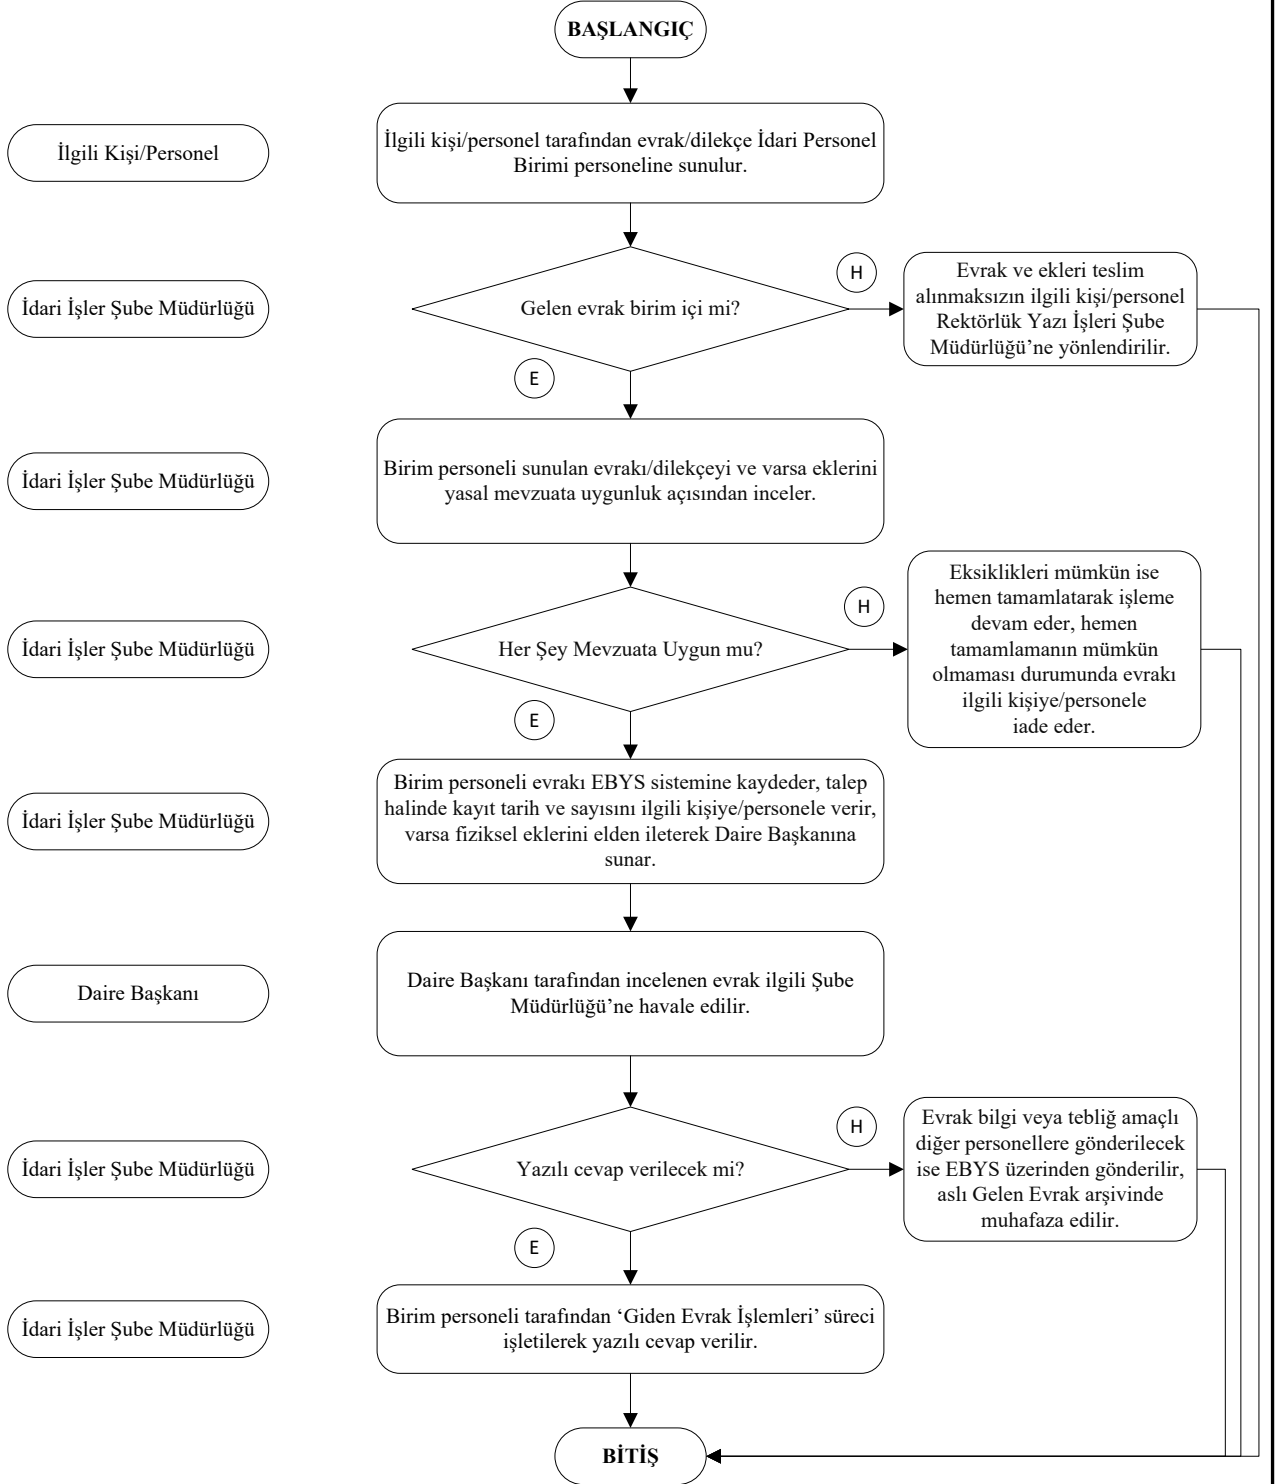 BAŞLANGIÇ
İlgili Kişi/Personel
İlgili kişi/personel tarafından evrak/dilekçe İdari Personel
Birimi personeline sunulur.
İdari İşler Şube Müdürlüğü
Gelen evrak birim içi mi?
H
Evrak ve ekleri teslim
alınmaksızın ilgili kişi/personel
Rektörlük Yazı İşleri Şube
Müdürlüğü’ne yönlendirilir.
E
İdari İşler Şube Müdürlüğü
Birim personeli sunulan evrakı/dilekçeyi ve varsa eklerini
yasal mevzuata uygunluk açısından inceler.
İdari İşler Şube Müdürlüğü
Her Şey Mevzuata Uygun mu?
H
Eksiklikleri mümkün ise
hemen tamamlatarak işleme
devam eder, hemen
tamamlamanın mümkün
olmaması durumunda evrakı
ilgili kişiye/personele
iade eder.
E
İdari İşler Şube Müdürlüğü
Birim personeli evrakı EBYS sistemine kaydeder, talep
halinde kayıt tarih ve sayısını ilgili kişiye/personele verir,
varsa fiziksel eklerini elden ileterek Daire Başkanına
sunar.
Daire Başkanı
Daire Başkanı tarafından incelenen evrak ilgili Şube
Müdürlüğü’ne havale edilir.
İdari İşler Şube Müdürlüğü
Yazılı cevap verilecek mi?
H
Evrak bilgi veya tebliğ amaçlı
diğer personellere gönderilecek
ise EBYS üzerinden gönderilir,
aslı Gelen Evrak arşivinde
muhafaza edilir.
E
İdari İşler Şube Müdürlüğü
Birim personeli tarafından ‘Giden Evrak İşlemleri’ süreci
işletilerek yazılı cevap verilir.
BİTİŞ